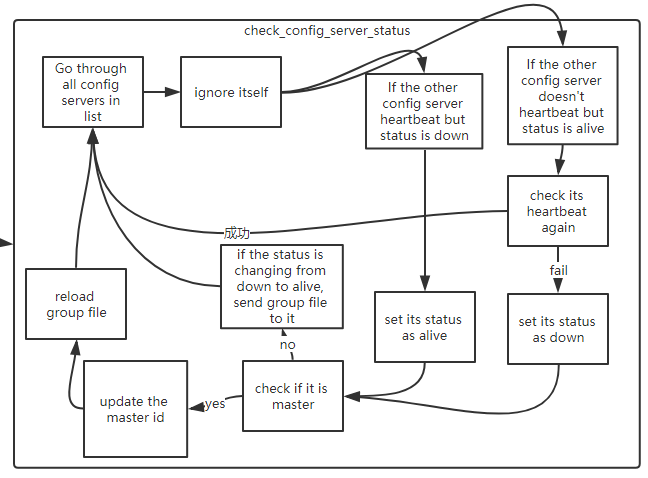 check_config_server_status
Go through
all config
servers in
list
ignore itself
If the other
config server
heartbeat but
status is down
If the other
config server
doesn't
heartbeat but
status is alive
check its
heartbeat
again
成功
fail
if the status is
changing from
down to alive,
send group file
to it
reload
group file
set its status
as alive
set its status
as down
no
check if it is
master
yes
update the
master id